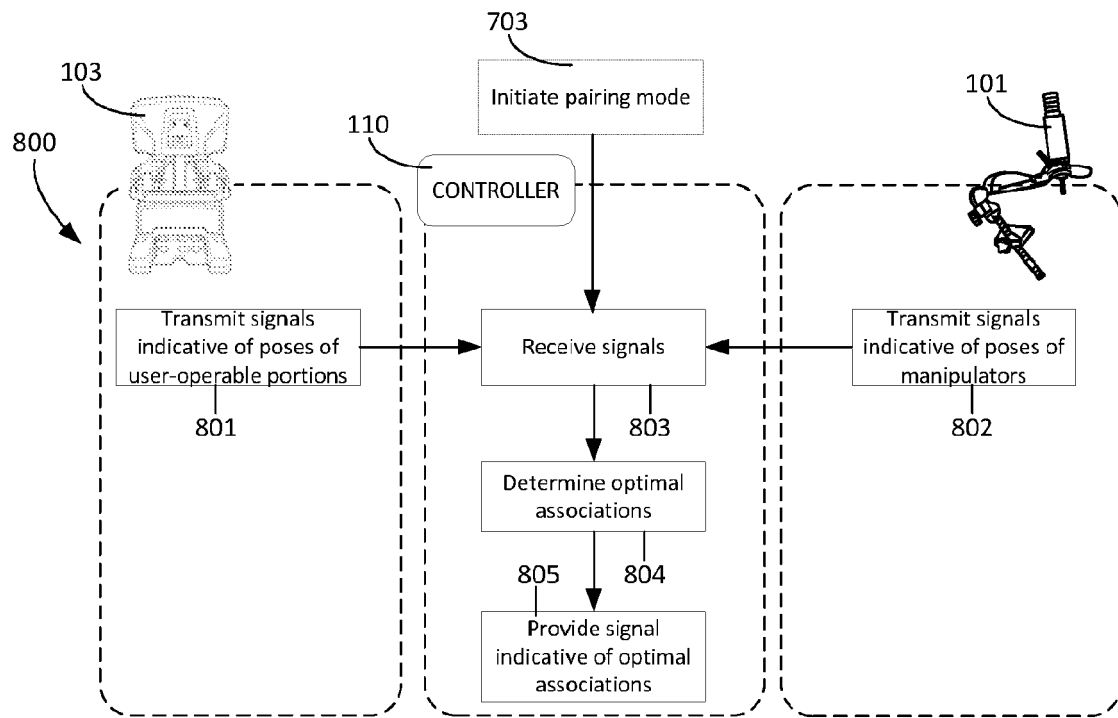 703
Initiate pairing mode
103
101
110
800
CONTROLLER
Transmit signals
indicative of poses of
user-operable portions
801
Receive signals
803
Transmit signals
indicative of poses of
manipulators
802
Determine optimal
associations
804
805
Provide signal
indicative of optimal
associations